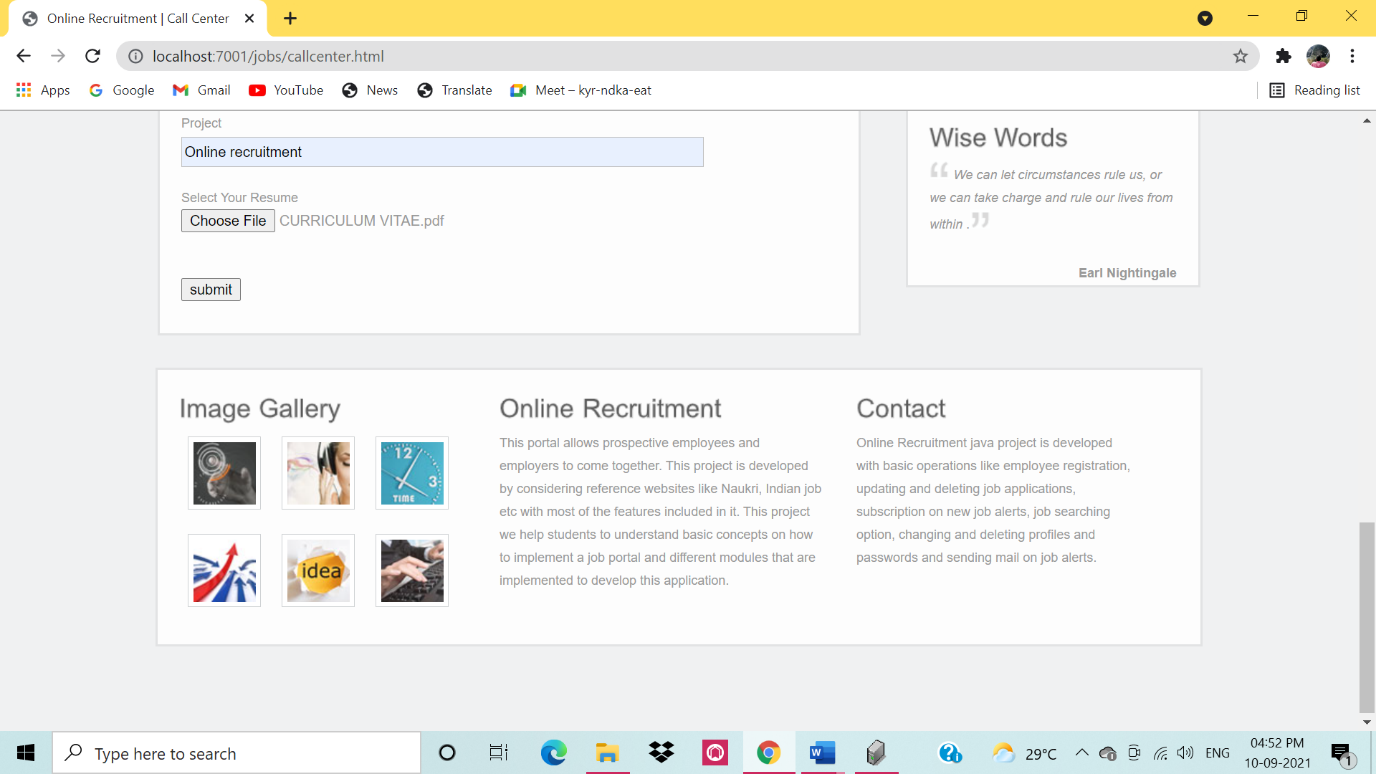 Online Recruitment | Call Center
localhost:7001/jobs/callcenter.html
Apps Google Gmail YouTube News Translate Meet – kyr-ndka-eat Reading list
Project
Online recruitment
Select Your Resume
Choose File CURRICULUM VITAE.pdf
submit
Wise Words
“ We can let circumstances rule us, or
we can take charge and rule our lives from
within .”
Earl Nightingale
Image Gallery
12
3
TIME
idea
Online Recruitment
This portal allows prospective employees and
employers to come together. This project is developed
by considering reference websites like Naukri, Indian job
etc with most of the features included in it. This project
we help students to understand basic concepts on how
to implement a job portal and different modules that are
implemented to develop this application.
Contact
Online Recruitment java project is developed
with basic operations like employee registration,
updating and deleting job applications,
subscription on new job alerts, job searching
option, changing and deleting profiles and
passwords and sending mail on job alerts.
Type here to search
29°C
ENG
04:52 PM
10-09-2021
1